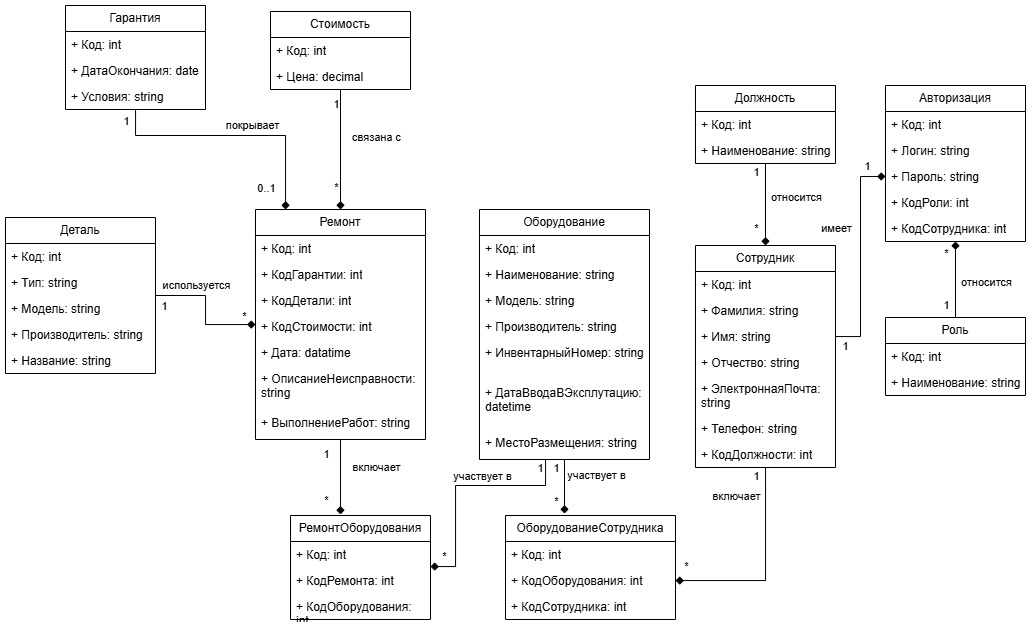 Гарантия
+ Код: int
+ ДатаОкончания: date
+ Условия: string
1
покрывает
0..1
Стоимость
+ Код: int
+ Цена: decimal
1
связана с
*
Должность
+ Код: int
+ Наименование: string
1
относится
*
Авторизация
+ Код: int
+ Логин: string
+ Пароль: string
+ КодРоли: int
+ КодСотрудника: int
1
имеет
1
*
относится
1
Роль
+ Код: int
+ Наименование: string
Деталь
+ Код: int
+ Тип: string
+ Модель: string
+ Производитель: string
+ Название: string
используется
1
*
Ремонт
+ Код: int
+ КодГарантии: int
+ КодДетали: int
+ КодСтоимости: int
+ Дата: datatime
+ ОписаниеНеисправности:
string
+ ВыполнениеРабот: string
1
включает
*
Оборудование
+ Код: int
+ Наименование: string
+ Модель: string
+ Производитель: string
+ ИнвентарныйНомер: string
+ ДатаВводаВЭксплутацию:
datetime
+ МестоРазмещения: string
1
участвует в
*
1
участвует в
*
Сотрудник
+ Код: int
+ Фамилия: string
+ Имя: string
+ Отчество: string
+ ЭлектроннаяПочта:
string
+ Телефон: string
+ КодДолжности: int
1
включает
*
РемонтОборудования
+ Код: int
+ КодРемонта: int
+ КодОборудования:
int
ОборудованиеСотрудника
+ Код: int
+ КодОборудования: int
+ КодСотрудника: int